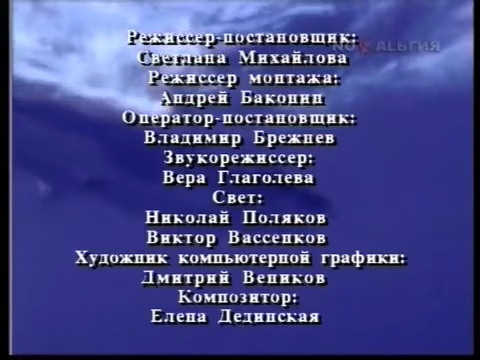 Режиссер-постановщик:
NOSТАЛЬГИЯ
Светлана Михайлова
Режиссер монтажа:
Андрей Баконин
Оператор-постановщик:
Владимир Брежнев
Звукорежиссер:
Вера Глаголева
Свет:
Николай Поляков
Виктор Вассенков
Художник компьютерной графики:
Дмитрий Веников
Композитор:
Елена Дединская